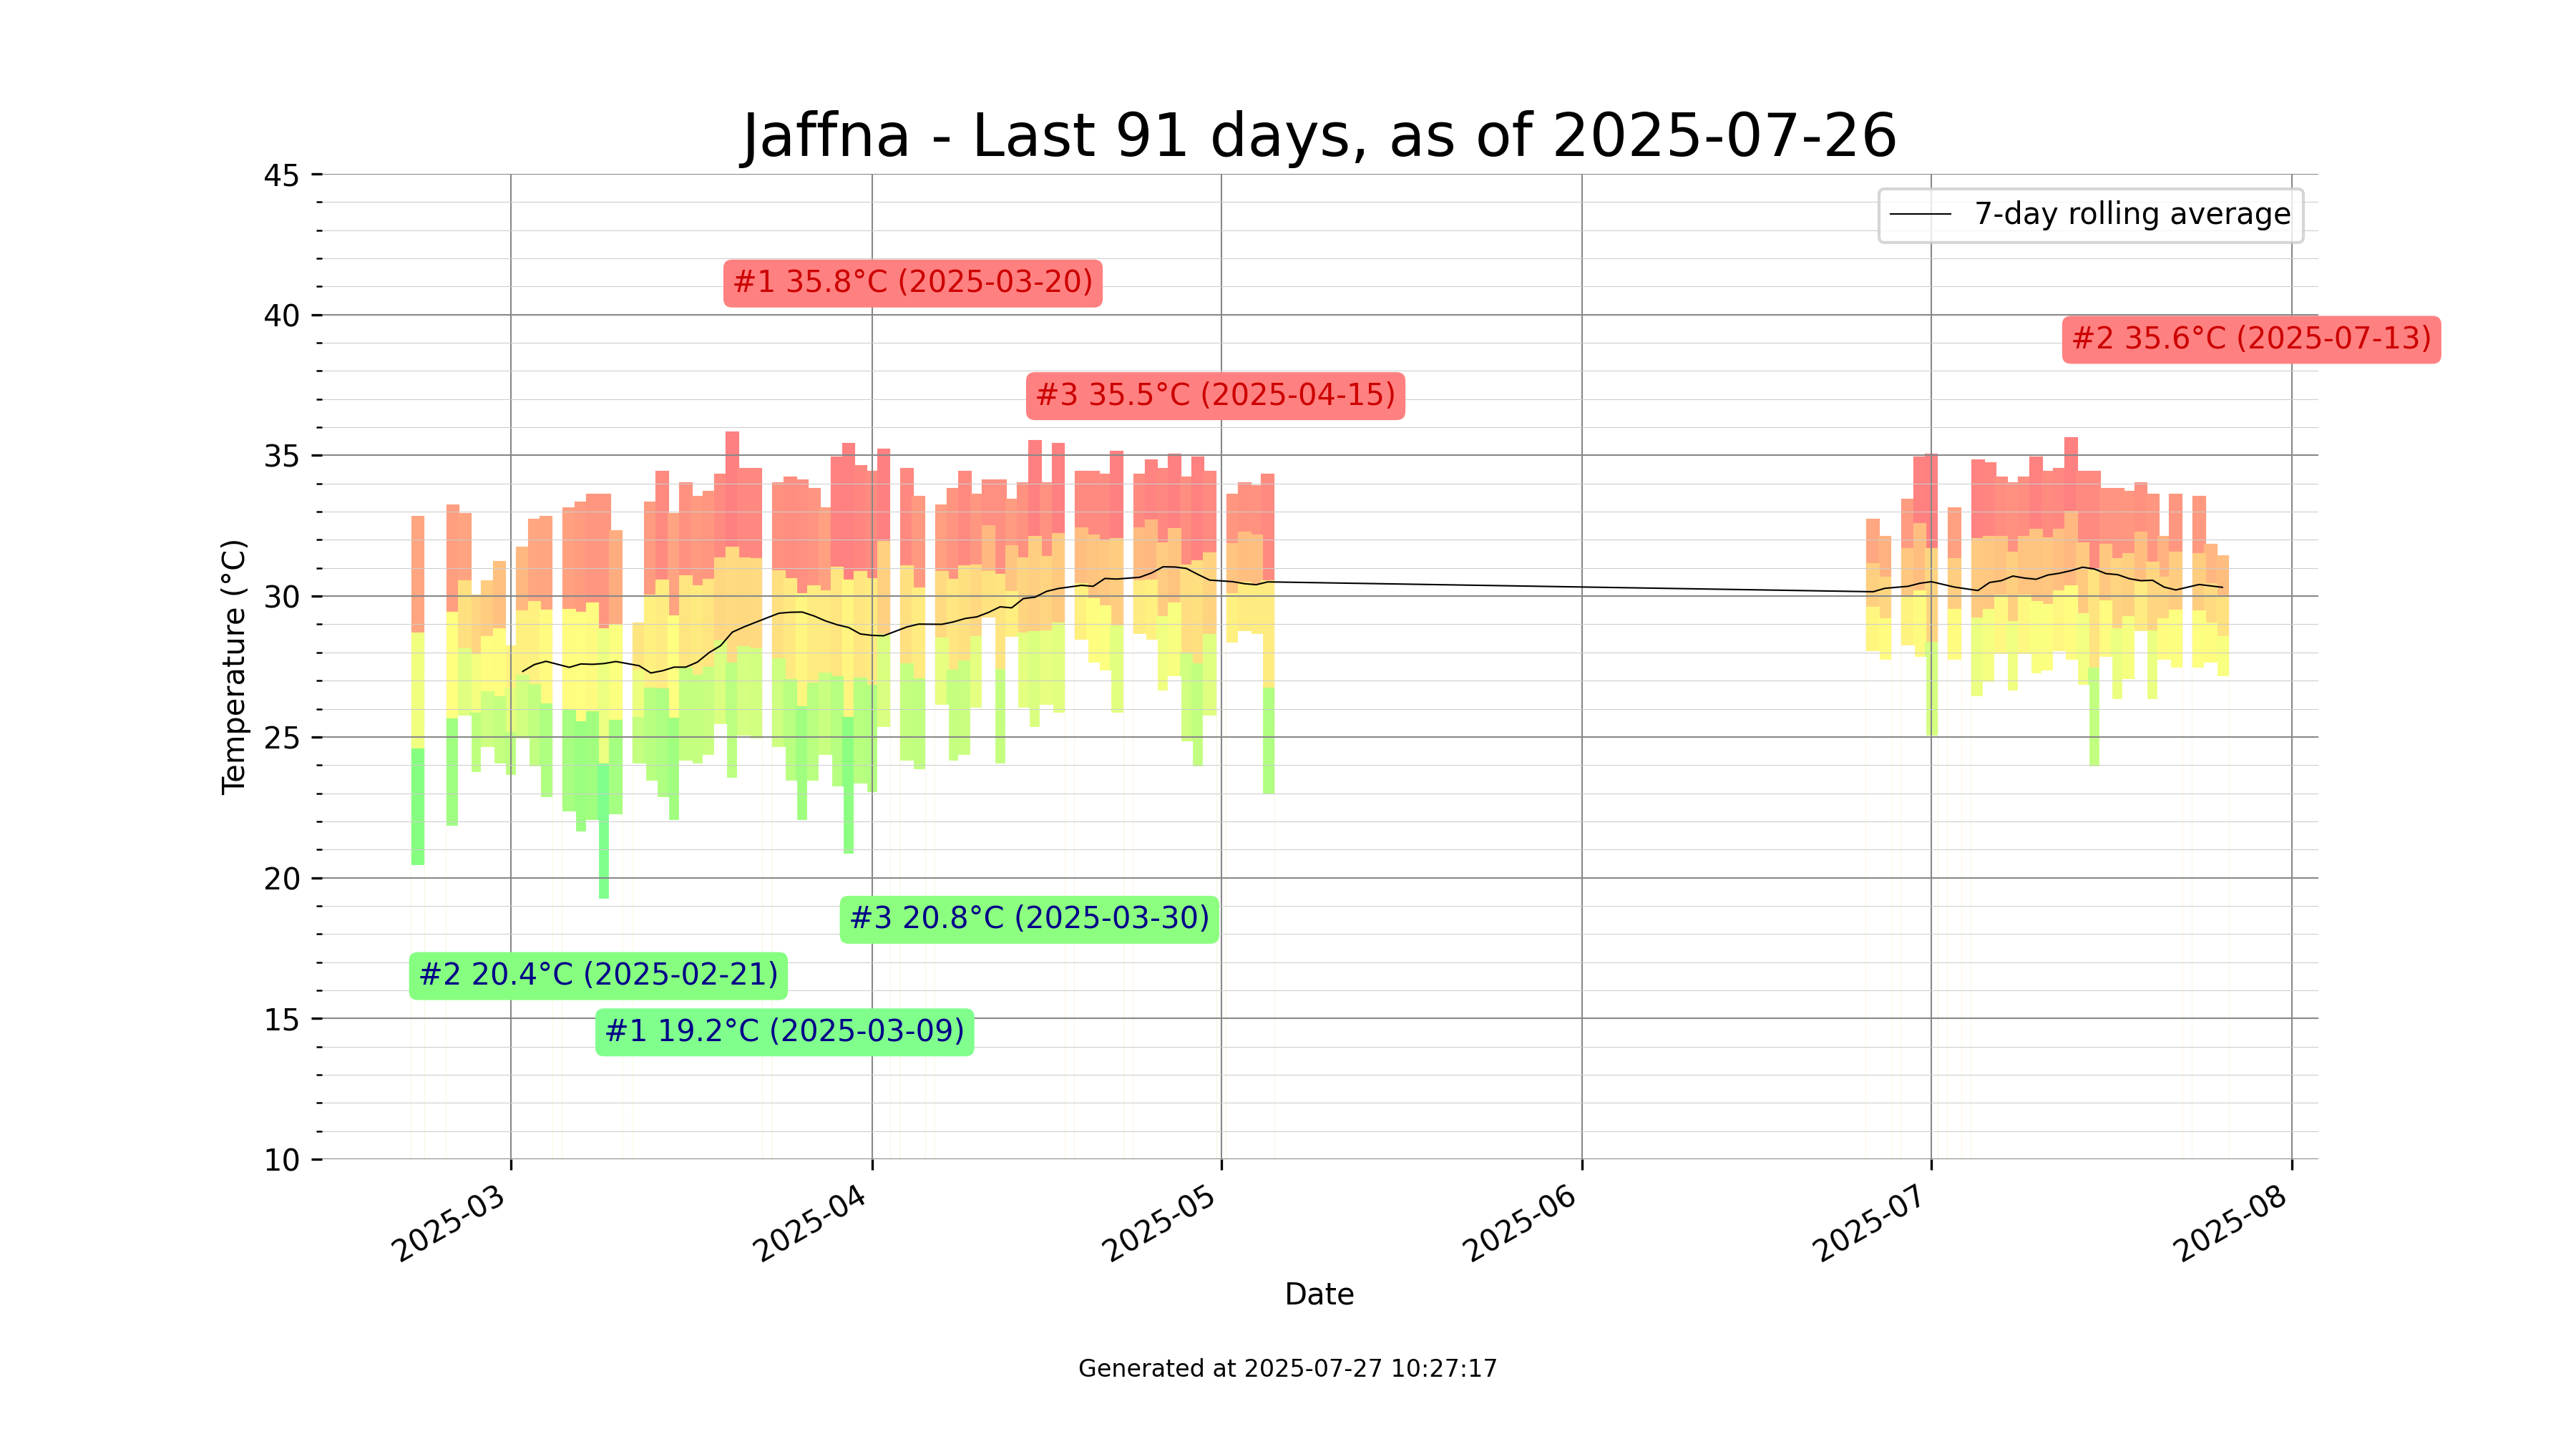 Jaffna - Last 91 days, as of 2025-07-26
7-day rolling average
#1 35.8°C (2025-03-20)
#2 35.6°C (2025-07-13)
#3 35.5°C (2025-04-15)
#3 20.8°C (2025-03-30)
#2 20.4°C (2025-02-21)
#1 19.2°C (2025-03-09)
Temperature (°C)
45
40
35
30
25
20
15
10
2025-03
2025-04
2025-05
2025-06
2025-07
2025-08
Date
Generated at 2025-07-27 10:27:17